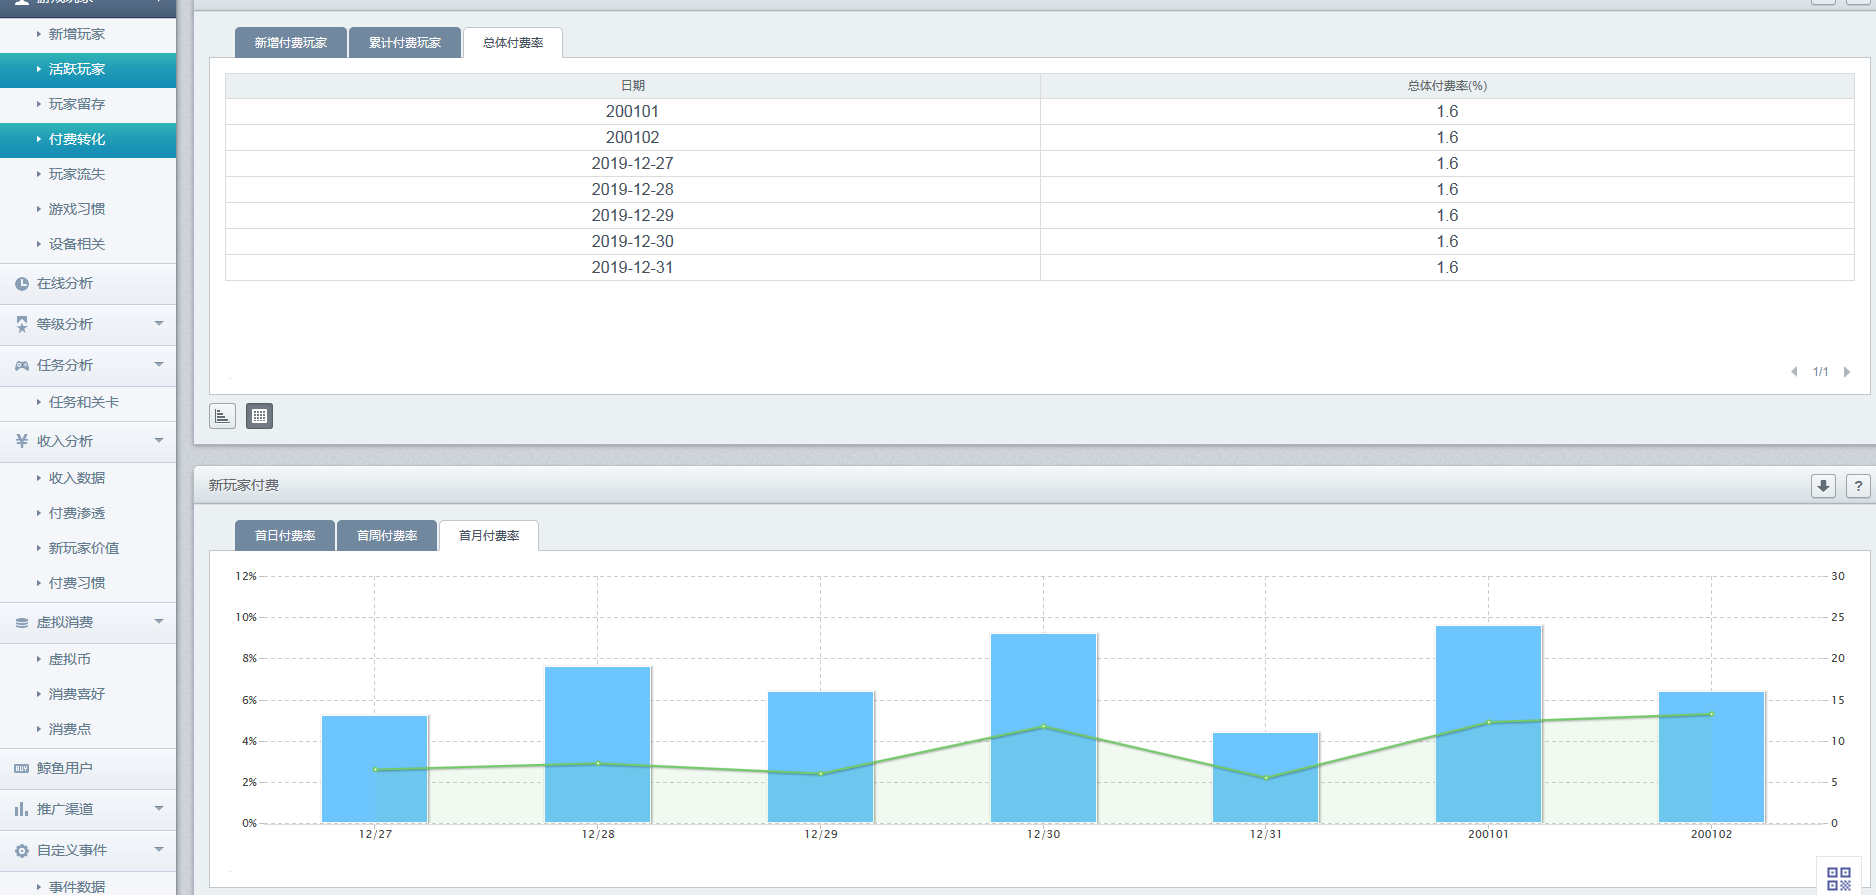 游戏玩家
新增玩家
活跃玩家
玩家留存
付费转化
玩家流失
游戏习惯
设备相关
在线分析
等级分析
任务分析
任务和关卡
收入分析
收入数据
付费渗透
新玩家价值
付费习惯
虚拟消费
虚拟币
消费喜好
消费点
鲸鱼用户
推广渠道
自定义事件
事件数据
新增付费玩家 累计付费玩家 总体付费率
日期 总体付费率(%)
200101 1.6
200102 1.6
2019-12-27 1.6
2019-12-28 1.6
2019-12-29 1.6
2019-12-30 1.6
2019-12-31 1.6
1/1
新玩家付费 ?
首日付费率 首周付费率 首月付费率
12% 30
10% 25
8% 20
6% 15
4% 10
2% 5
0% 0
12/27 12/28 12/29 12/30 12/31 200101 200102